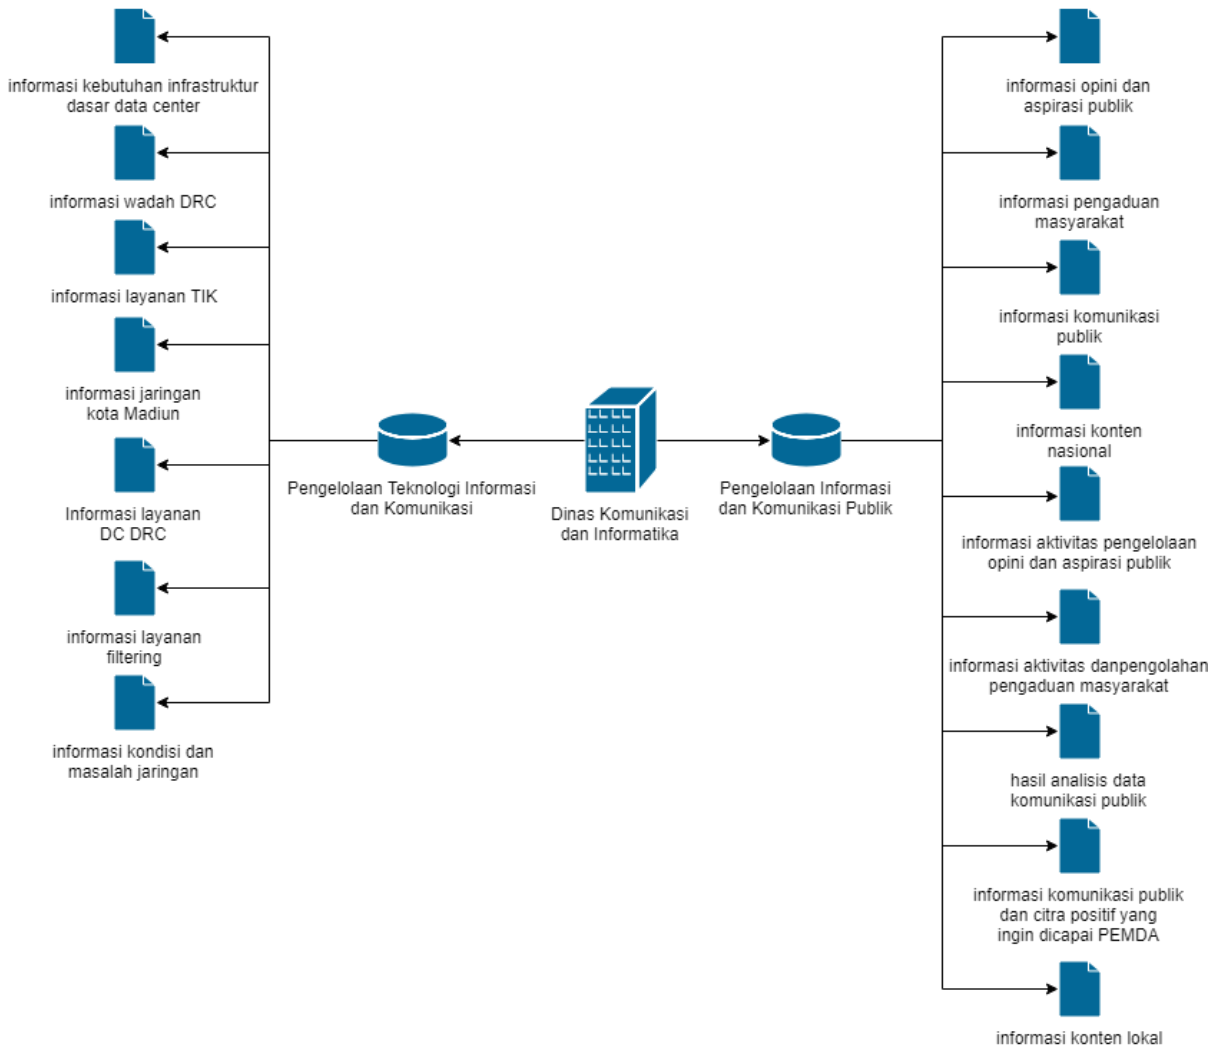 informasi kebutuhan infrastruktur
dasar data center
informasi wadah DRC
informasi layanan TIK
informasi jaringan
kota Madiun
Informasi layanan
DC DRC
informasi layanan
filtering
informasi kondisi dan
masalah jaringan
Pengelolaan Teknologi Informasi
dan Komunikasi
Dinas Komunikasi
dan Informatika
Pengelolaan Informasi
dan Komunikasi Publik
informasi opini dan
aspirasi publik
informasi pengaduan
masyarakat
informasi komunikasi
publik
informasi konten
nasional
informasi aktivitas pengelolaan
opini dan aspirasi publik
informasi aktivitas danpengolahan
pengaduan masyarakat
hasil analisis data
komunikasi publik
informasi komunikasi publik
dan citra positif yang
ingin dicapai PEMDA
informasi konten lokal